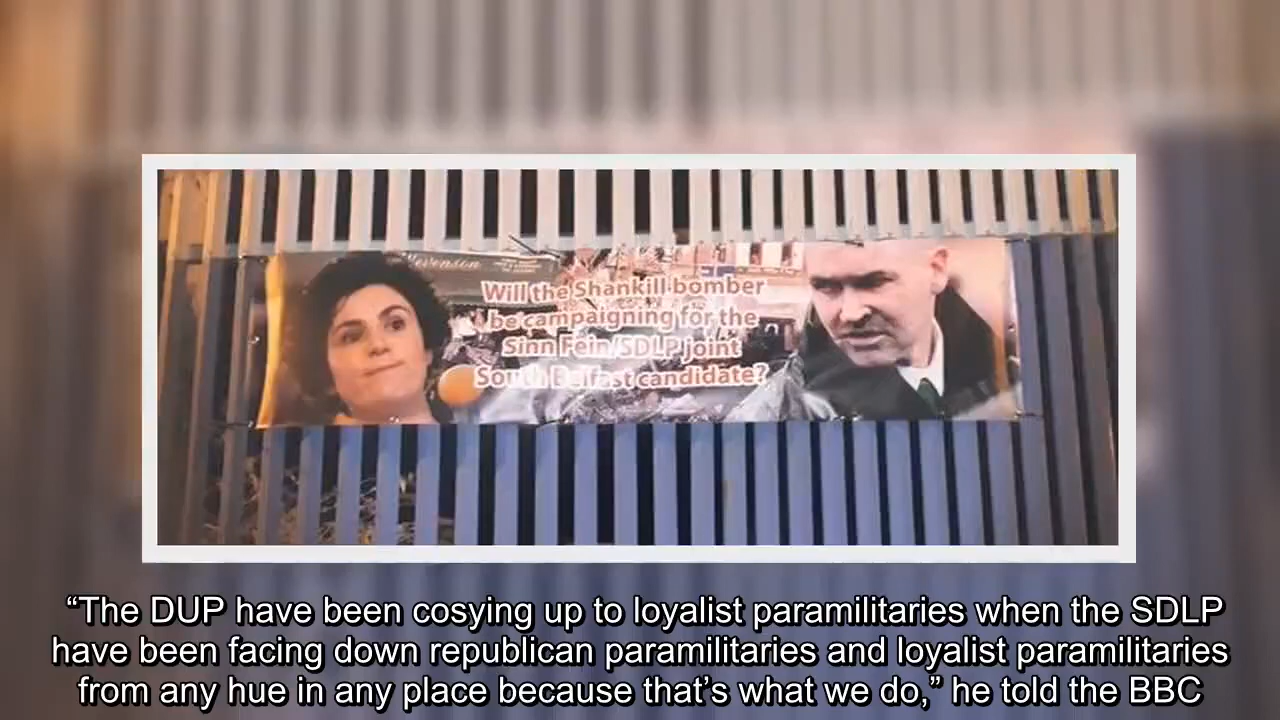 Stevenson
Will the Shankill bomber
be campaigning for the
Sinn Fein/SDLP joint
South Belfast candidate?
“The DUP have been cosying up to loyalist paramilitaries when the SDLP
have been facing down republican paramilitaries and loyalist paramilitaries
from any hue in any place because that’s what we do,” he told the BBC